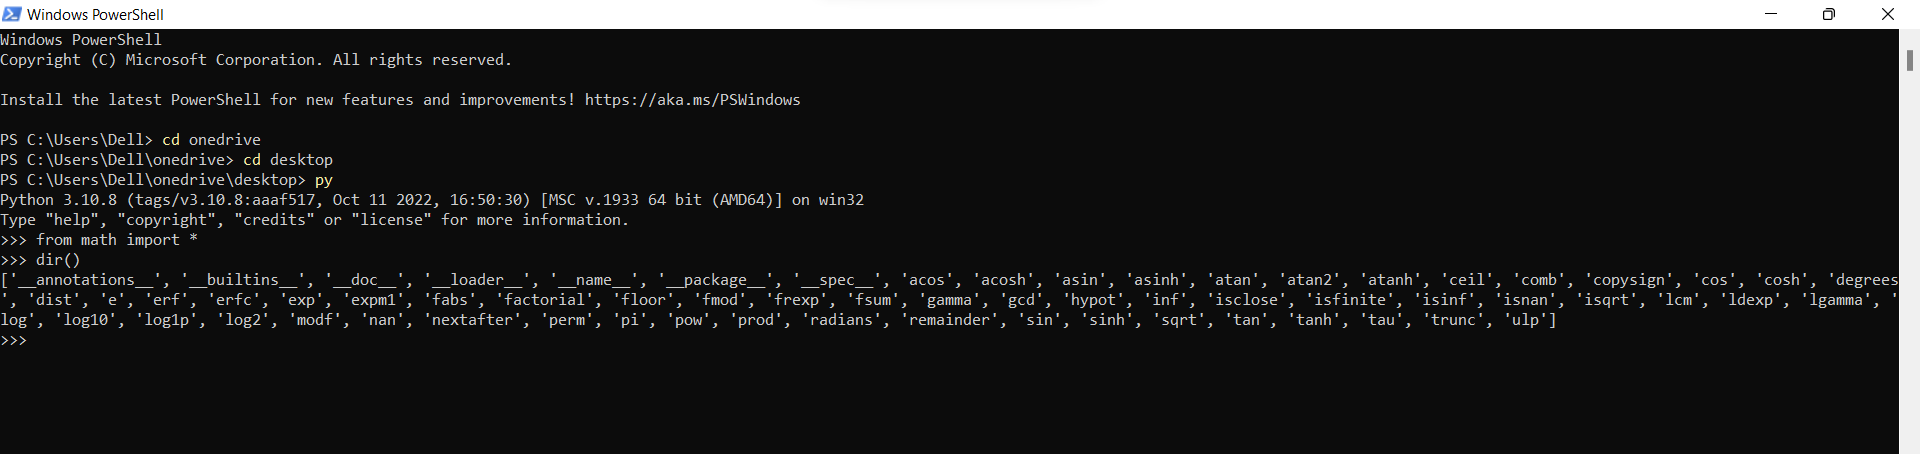 Windows PowerShell
Windows PowerShell
Copyright (C) Microsoft Corporation. All rights reserved.
Install the latest PowerShell for new features and improvements! https://aka.ms/PSWindows
PS C:\Users\Dell> cd onedrive
PS C:\Users\Dell\onedrive> cd desktop
PS C:\Users\Dell\onedrive\desktop> py
Python 3.10.8 (tags/v3.10.8:aaaf517, Oct 11 2022, 16:50:30) [MSC v.1933 64 bit (AMD64)] on win32
Type "help", "copyright", "credits" or "license" for more information.
>>> from math import *
>>> dir()
['__annotations__', '__builtins__', '__doc__', '__loader__', '__name__', '__package__', '__spec__', 'acos', 'acosh', 'asin', 'asinh', 'atan', 'atan2', 'atanh', 'ceil', 'comb', 'copysign', 'cos', 'cosh', 'degrees
', 'dist', 'e', 'erf', 'erfc', 'exp', 'expm1', 'fabs', 'factorial', 'floor', 'fmod', 'frexp', 'fsum', 'gamma', 'gcd', 'hypot', 'inf', 'isclose', 'isfinite', 'isinf', 'isnan', 'isqrt', 'lcm', 'ldexp', 'lgamma', '
log', 'log10', 'log1p', 'log2', 'modf', 'nan', 'nextafter', 'perm', 'pi', 'pow', 'prod', 'radians', 'remainder', 'sin', 'sinh', 'sqrt', 'tan', 'tanh', 'tau', 'trunc', 'ulp']
>>>